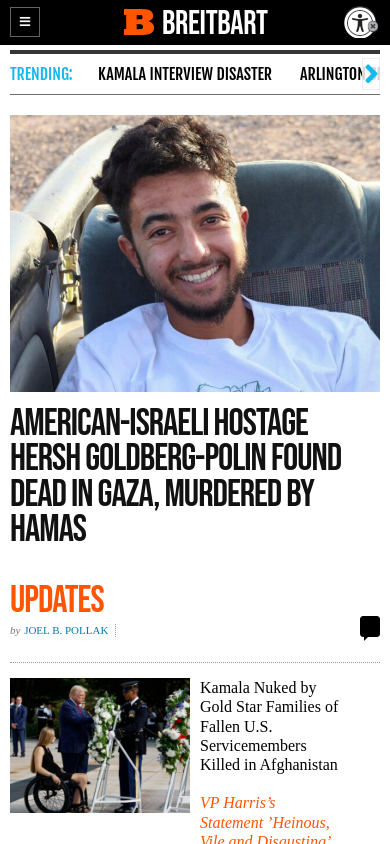 BREITBART
TRENDING:
KAMALA INTERVIEW DISASTER
ARLINGTON
AMERICAN-ISRAELI HOSTAGE
HERSH GOLDBERG-POLIN FOUND
DEAD IN GAZA, MURDERED BY
HAMAS
UPDATES
by JOEL B. POLLAK
Kamala Nuked by
Gold Star Families of
Fallen U.S.
Servicemembers
Killed in Afghanistan
VP Harris’s
Statement ’Heinous,
Vile and Disgusting’